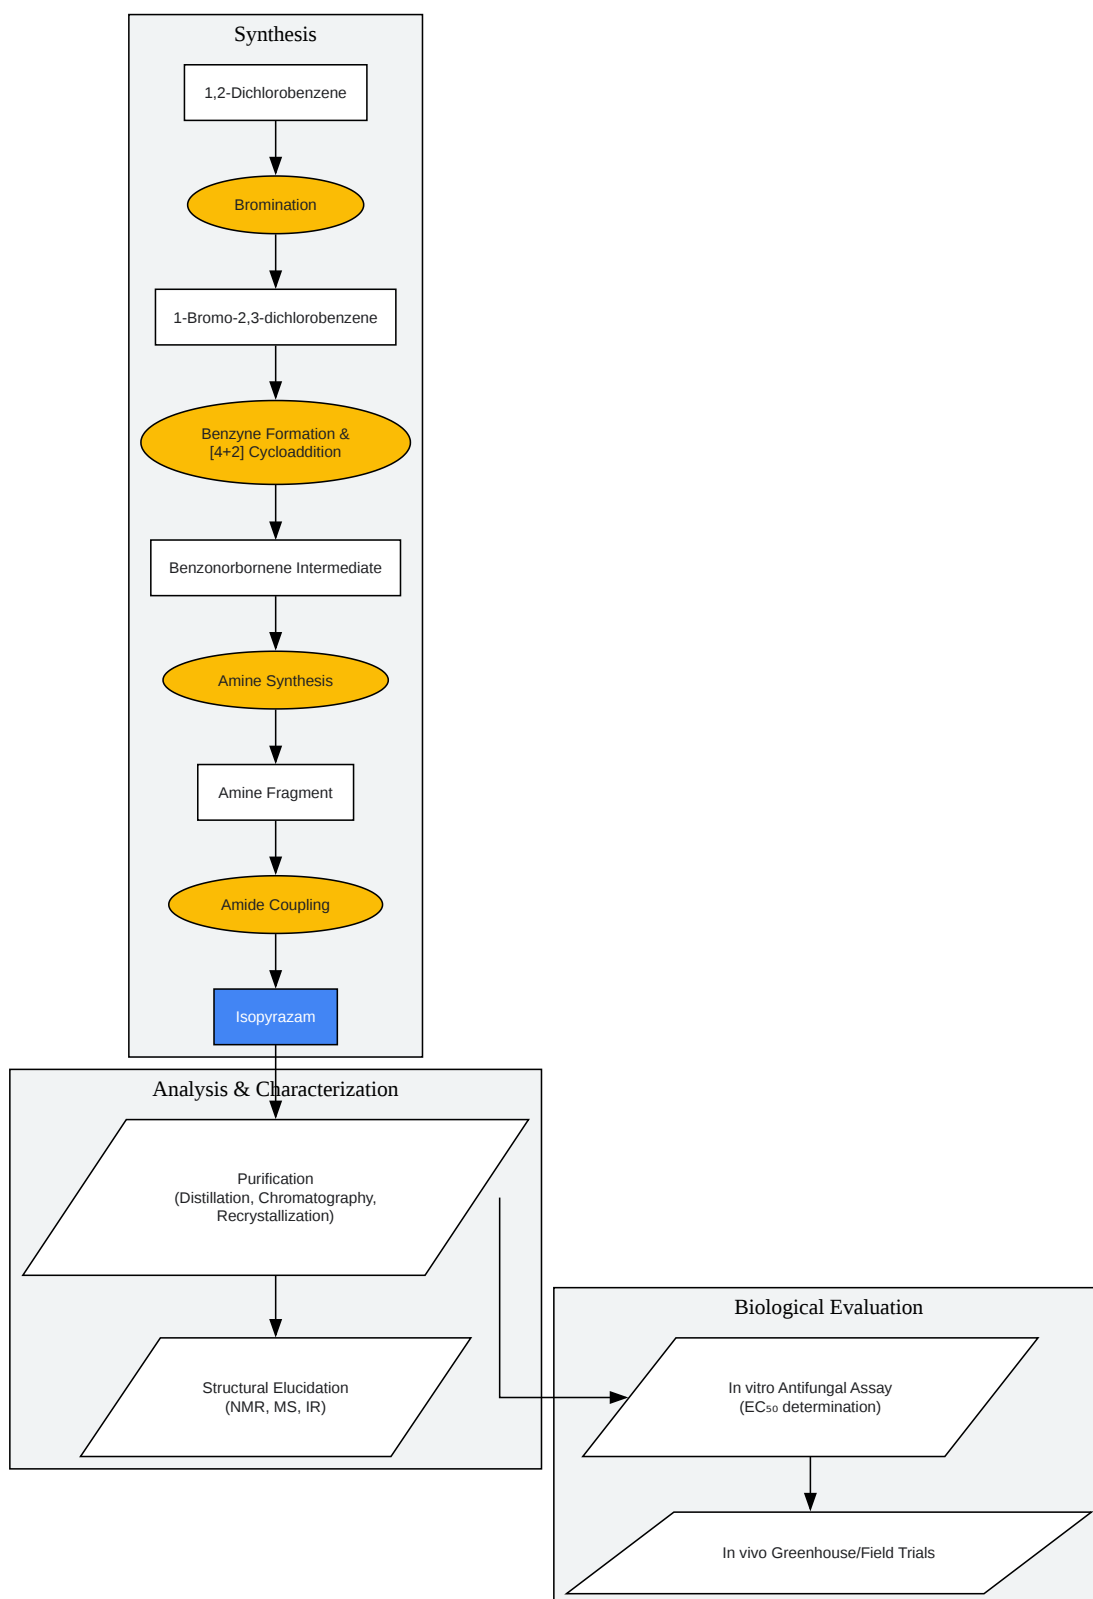 Synthesis
1,2-Dichlorobenzene
Bromination
1-Bromo-2,3-dichlorobenzene
Benzyne Formation &
[4+2] Cycloaddition
Benzonorbornene Intermediate
Amine Synthesis
Amine Fragment
Amide Coupling
Isopyrazam
Analysis & Characterization
Purification
(Distillation, Chromatography,
Recrystallization)
Structural Elucidation
(NMR, MS, IR)
Biological Evaluation
In vitro Antifungal Assay
(EC₅₀ determination)
In vivo Greenhouse/Field Trials